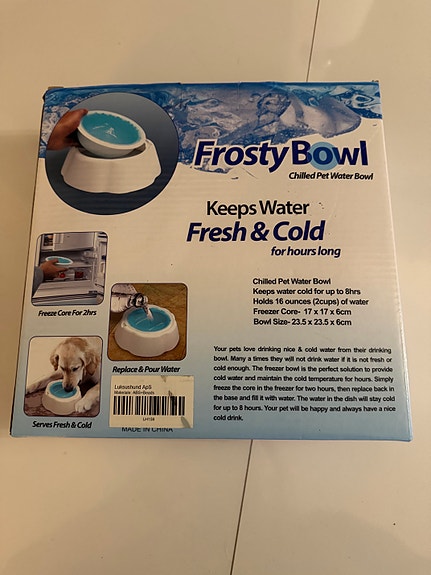 FrostyBowl
Chilled Pet Water Bowl
Keeps Water
Fresh & Cold
for hours long
Freeze Core For 2hrs
Replace & Pour Water
Serves Fresh & Cold
Chilled Pet Water Bowl
Keeps water cold for up to 8hrs
Holds 16 ounces (2cups) of water
Freezer Core- 17 x 17 x 6cm
Bowl Size- 23.5 x 23.5 x 6cm
Your pets love drinking nice & cold water from their drinking
bowl. Many a times they will not drink water if it is not fresh or
cold enough. The freezer bowl is the perfect solution to provide
cold water and maintain the cold temperature for hours. Simply
freeze the core in the freezer for two hours, then replace back in
the base and fill it with water. The water in the dish will stay cold
for up to 8 hours. Your pet will be happy and always have a nice
cold drink.
Luksushund ApS
Materiale: ABS+Beads
LH158
MADE IN CHINA